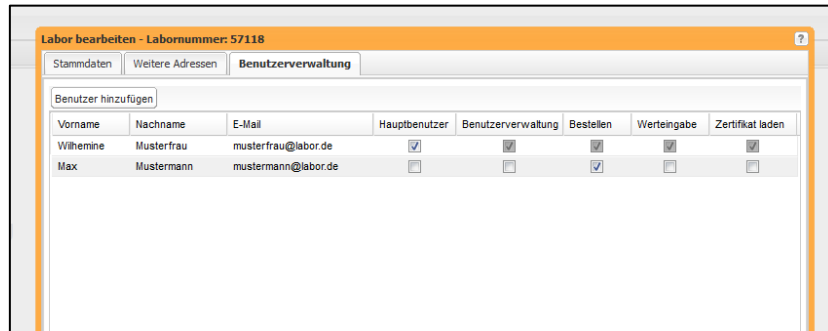 Labor bearbeiten - Labornummer: 57118 ?
Stammdaten Weitere Adressen Benutzerverwaltung
Benutzer hinzufügen
Vorname Nachname E-Mail Hauptbenutzer Benutzerverwaltung Bestellen Werteingabe Zertifikat laden
Wilhemine Musterfrau musterfrau@labor.de
Max Mustermann mustermann@labor.de